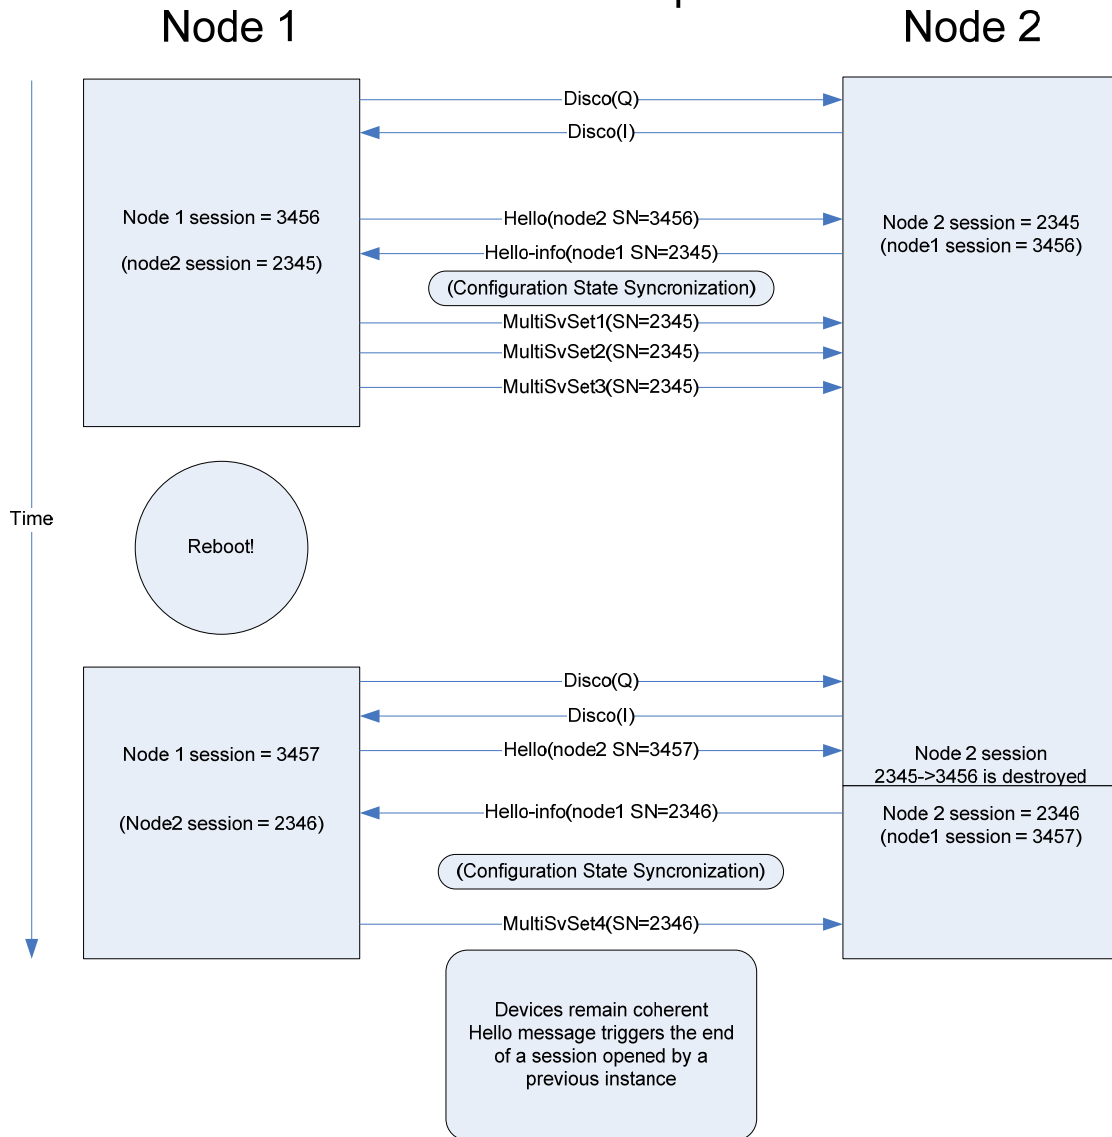 Node 1
Node 2
Disco(Q)
Disco(I)
Node 1 session = 3456
(node2 session = 2345)
Hello(node2 SN=3456)
Hello-info(node1 SN=2345)
Node 2 session = 2345
(node1 session = 3456)
(Configuration State Syncronization)
MultiSvSet1(SN=2345)
MultiSvSet2(SN=2345)
MultiSvSet3(SN=2345)
Time
Reboot!
Disco(Q)
Disco(I)
Node 1 session = 3457
Hello(node2 SN=3457)
Node 2 session
2345->3456 is destroyed
(Node2 session = 2346)
Hello-info(node1 SN=2346)
Node 2 session = 2346
(node1 session = 3457)
(Configuration State Syncronization)
MultiSvSet4(SN=2346)
Devices remain coherent
Hello message triggers the end
of a session opened by a
previous instance